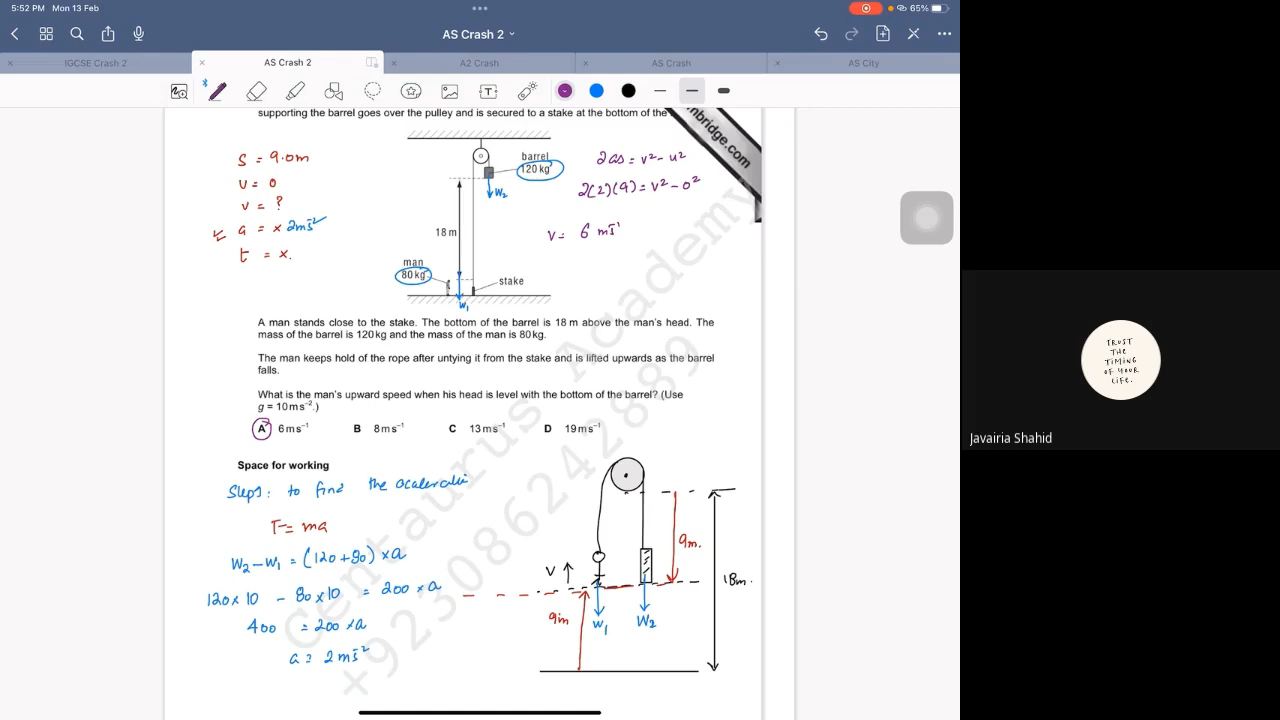 5:52 PM Mon 13 Feb
65%
AS Crash 2
IGCSE Crash 2
AS Crash 2
A2 Crash
AS Crash
AS City
supporting the barrel goes over the pulley and is secured to a stake at the bottom of the
mbridge.com
S = 9.0m
u = 0
v = ?
a = x 2ms⁻²
t = x.
barrel
120 kg
W₂
18 m
man
80 kg
stake
W₁
2as = v² - u²
2(2)(9) = v² - 0²
v = 6 ms⁻¹
A man stands close to the stake. The bottom of the barrel is 18 m above the man's head. The
mass of the barrel is 120 kg and the mass of the man is 80 kg.
The man keeps hold of the rope after untying it from the stake and is lifted upwards as the barrel
falls.
What is the man's upward speed when his head is level with the bottom of the barrel? (Use
g = 10 m s⁻².)
A 6 m s⁻¹ B 8 m s⁻¹ C 13 m s⁻¹ D 19 m s⁻¹
Space for working
Steps: to find the acceleration
F = ma
W₂ - W₁ = (120 + 80) × a
120 × 10 - 80 × 10 = 200 × a
400 = 200 × a
a = 2 ms⁻²
9m.
18m.
V
9m
W₁
W₂
Centaurus Academy
+923086242889
TRUST
THE
TIMING
OF YOUR
LIFE.
Javairia Shahid